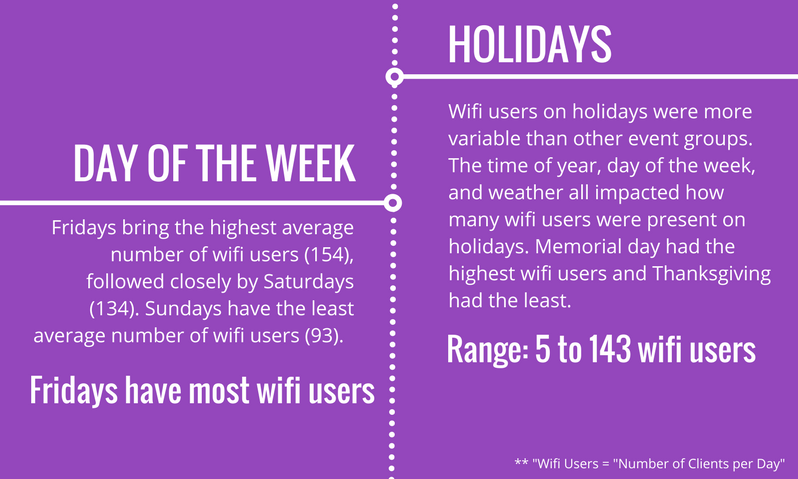 HOLIDAYS
Wifi users on holidays were more
variable than other event groups.
The time of year, day of the week,
and weather all impacted how
many wifi users were present on
holidays. Memorial day had the
highest wifi users and Thanksgiving
had the least.
Range: 5 to 143 wifi users
DAY OF THE WEEK
Fridays bring the highest average
number of wifi users (154),
followed closely by Saturdays
(134). Sundays have the least
average number of wifi users (93).
Fridays have most wifi users
** "Wifi Users = "Number of Clients per Day"